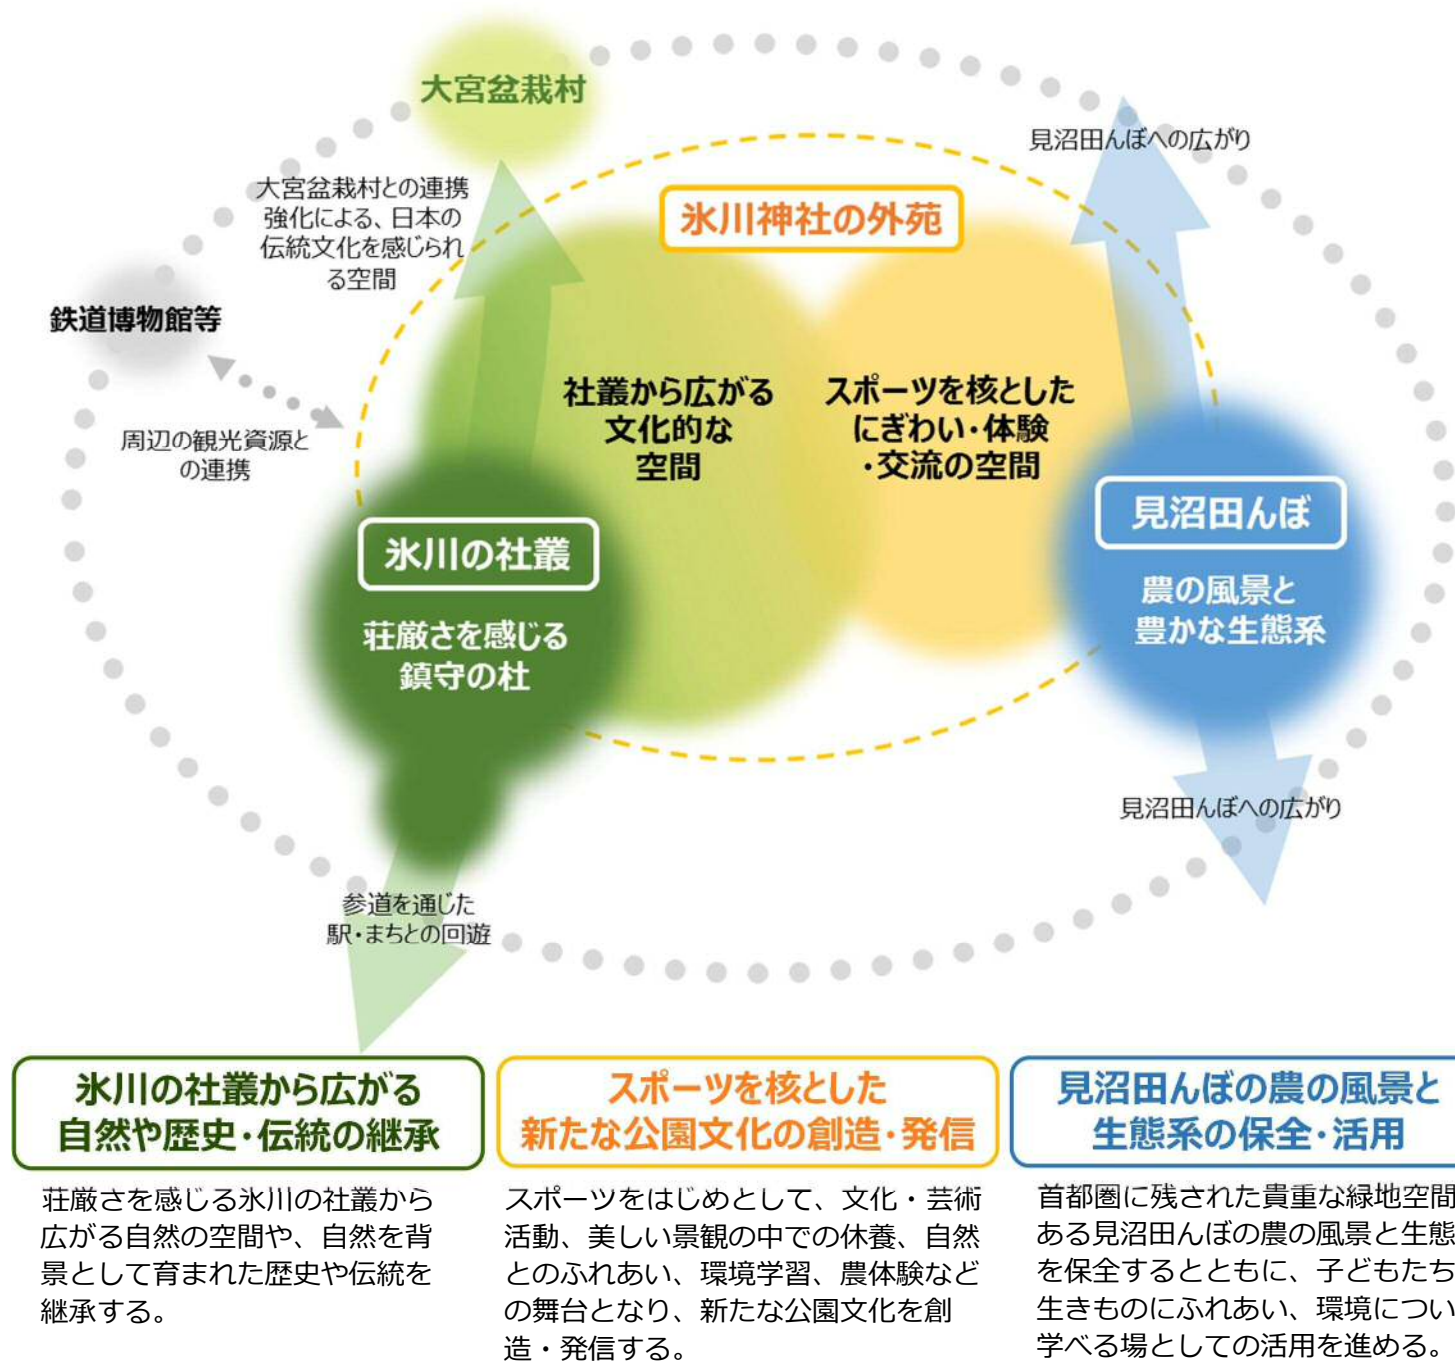 大宮盆栽村
見沼田んぼへの広がり
大宮盆栽村との連携
強化による、日本の
伝統文化を感じられ
る空間
氷川神社の外苑
鉄道博物館等
周辺の観光資源と
の連携
社叢から広がる
文化的な
空間
スポーツを核とした
にぎわい・体験
・交流の空間
氷川の社叢
荘厳さを感じる
鎮守の杜
見沼田んぼ
農の風景と
豊かな生態系
見沼田んぼへの広がり
参道を通じた
駅・まちとの回遊
氷川の社叢から広がる
自然や歴史・伝統の継承
荘厳さを感じる氷川の社叢から
広がる自然の空間や、自然を背
景として育まれた歴史や伝統を
継承する。
スポーツを核とした
新たな公園文化の創造・発信
スポーツをはじめとして、文化・芸術
活動、美しい景観の中での休養、自然
とのふれあい、環境学習、農体験など
の舞台となり、新たな公園文化を創
造・発信する。
見沼田んぼの農の風景と
生態系の保全・活用
首都圏に残された貴重な緑地空間
ある見沼田んぼの農の風景と生態
を保全するとともに、子どもたち
生きものにふれあい、環境につい
学べる場としての活用を進める。